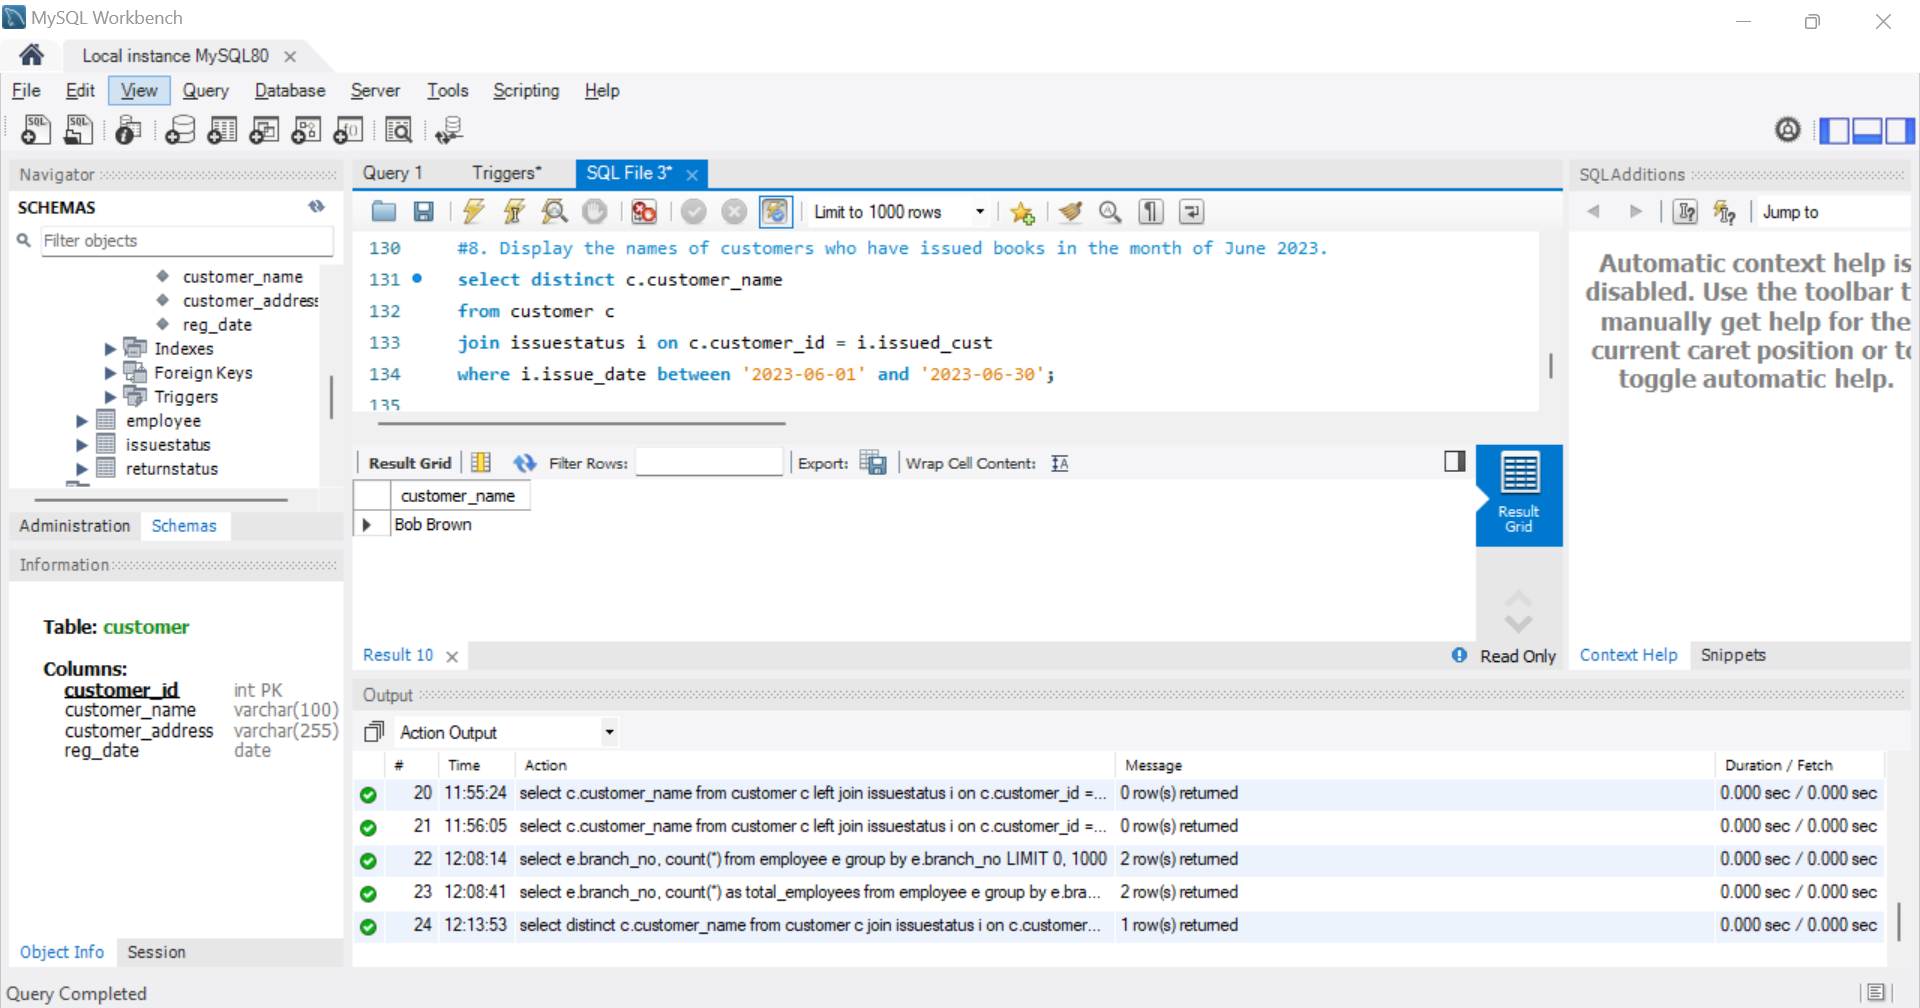 MySQL Workbench
Local instance MySQL80
File Edit View Query Database Server Tools Scripting Help
Navigator
SCHEMAS
Filter objects
customer_name
customer_address
reg_date
Indexes
Foreign Keys
Triggers
employee
issuestatus
returnstatus
Administration Schemas
Information
Table: customer
Columns:
customer_id int PK
customer_name varchar(100)
customer_address varchar(255)
reg_date date
Object Info Session
Query Completed
Query 1 Triggers* SQL File 3*
Limit to 1000 rows
130 #8. Display the names of customers who have issued books in the month of June 2023.
131 select distinct c.customer_name
132 from customer c
133 join issuestatus i on c.customer_id = i.issued_cust
134 where i.issue_date between '2023-06-01' and '2023-06-30';
135
Result Grid Filter Rows: Export: Wrap Cell Content:
customer_name
Bob Brown
Result
Grid
Result 10
Read Only
SQLAdditions
Jump to
Automatic context help is
disabled. Use the toolbar t
manually get help for the
current caret position or to
toggle automatic help.
Context Help Snippets
Output
Action Output
# Time Action Message Duration / Fetch
20 11:55:24 select c.customer_name from customer c left join issuestatus i on c.customer_id =... 0 row(s) returned 0.000 sec / 0.000 sec
21 11:56:05 select c.customer_name from customer c left join issuestatus i on c.customer_id =... 0 row(s) returned 0.000 sec / 0.000 sec
22 12:08:14 select e.branch_no, count(*) from employee e group by e.branch_no LIMIT 0, 1000 2 row(s) returned 0.000 sec / 0.000 sec
23 12:08:41 select e.branch_no, count(*) as total_employees from employee e group by e.bra... 2 row(s) returned 0.000 sec / 0.000 sec
24 12:13:53 select distinct c.customer_name from customer c join issuestatus i on c.customer... 1 row(s) returned 0.000 sec / 0.000 sec